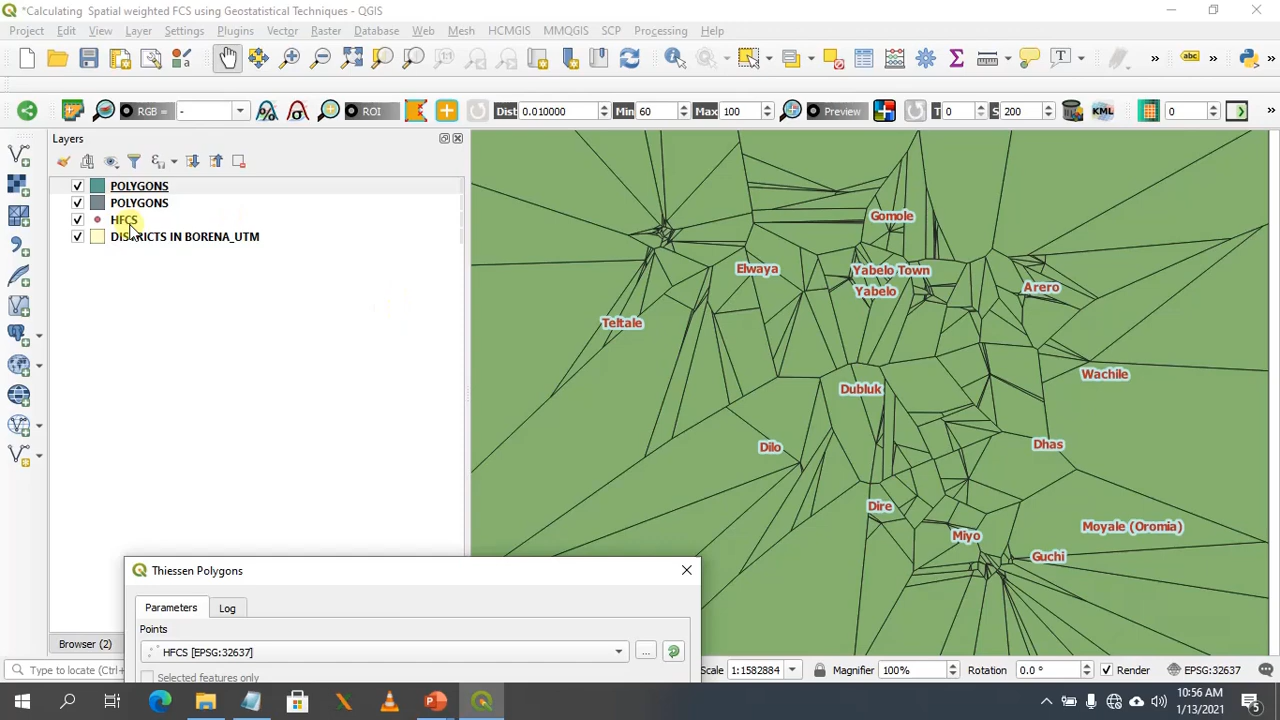 *Calculating Spatial weighted FCS using Geostatistical Techniques - QGIS
Project Edit View Layer Settings Plugins Vector Raster Database Web Mesh HCMGIS MMQGIS SCP Processing Help
RGB = - ROI Dist 0.010000 Min 60 Max 100 Preview T 0 S 200 KML 0
Layers
POLYGONS
POLYGONS
HFCS
DISTRICTS IN BORENA_UTM
Gomole
Elwaya
Yabelo Town
Yabelo
Arero
Teltale
Wachile
Dubluk
Dilo
Dhas
Dire
Miyo
Moyale (Oromia)
Guchi
Thiessen Polygons
Parameters Log
Points
HFCS [EPSG:32637]
...
Selected features only
Browser (2)
Type to locate (Ctrl+
Scale 1:1582884 Magnifier 100% Rotation 0.0 ° Render EPSG:32637
10:56 AM
1/13/2021
5